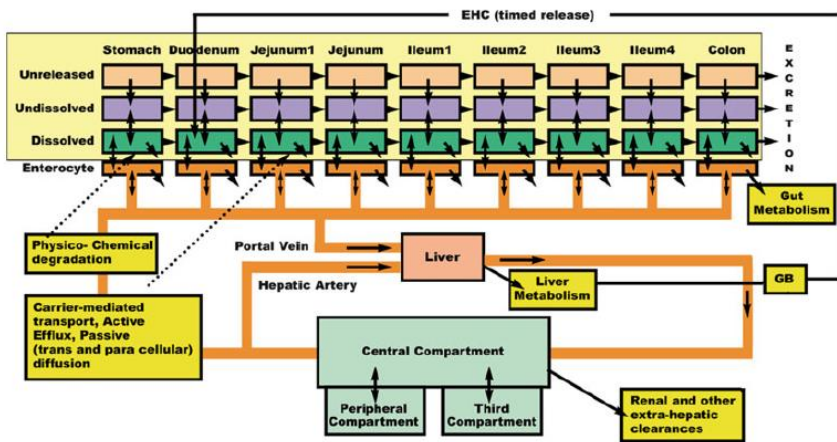 EHC (timed release)
Stomach Duodenum Jejunum1 Jejunum Ileum1 Ileum2 Ileum3 Ileum4 Colon
Unreleased
Undissolved
Dissolved
Enterocyte
EXCRETION
Gut
Metabolism
Physico- Chemical
degradation
Portal Vein
Liver
Hepatic Artery
Liver
Metabolism
GB
Carrier-mediated
transport, Active
Efflux, Passive
(trans and para cellular)
diffusion
Central Compartment
Peripheral
Compartment
Third
Compartment
Renal and other
extra-hepatic
clearances